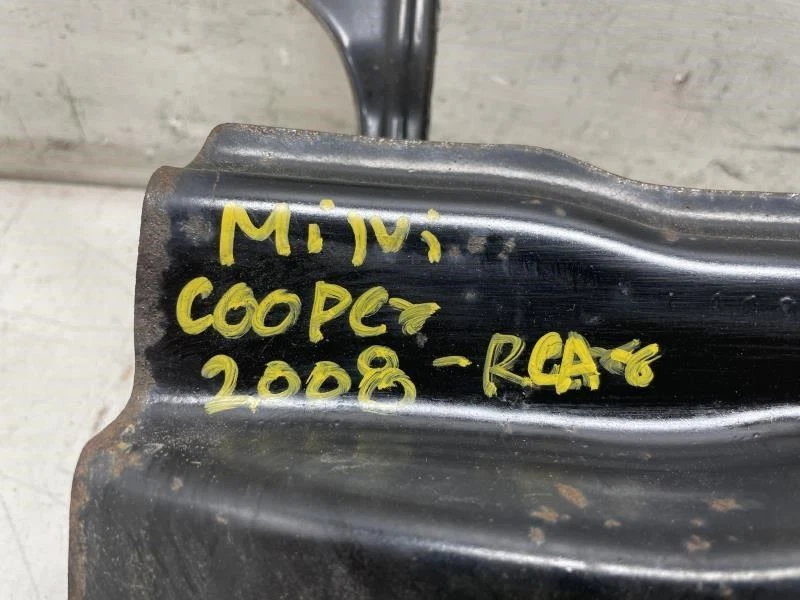 Mini
COOPER
2008 - RCA-6